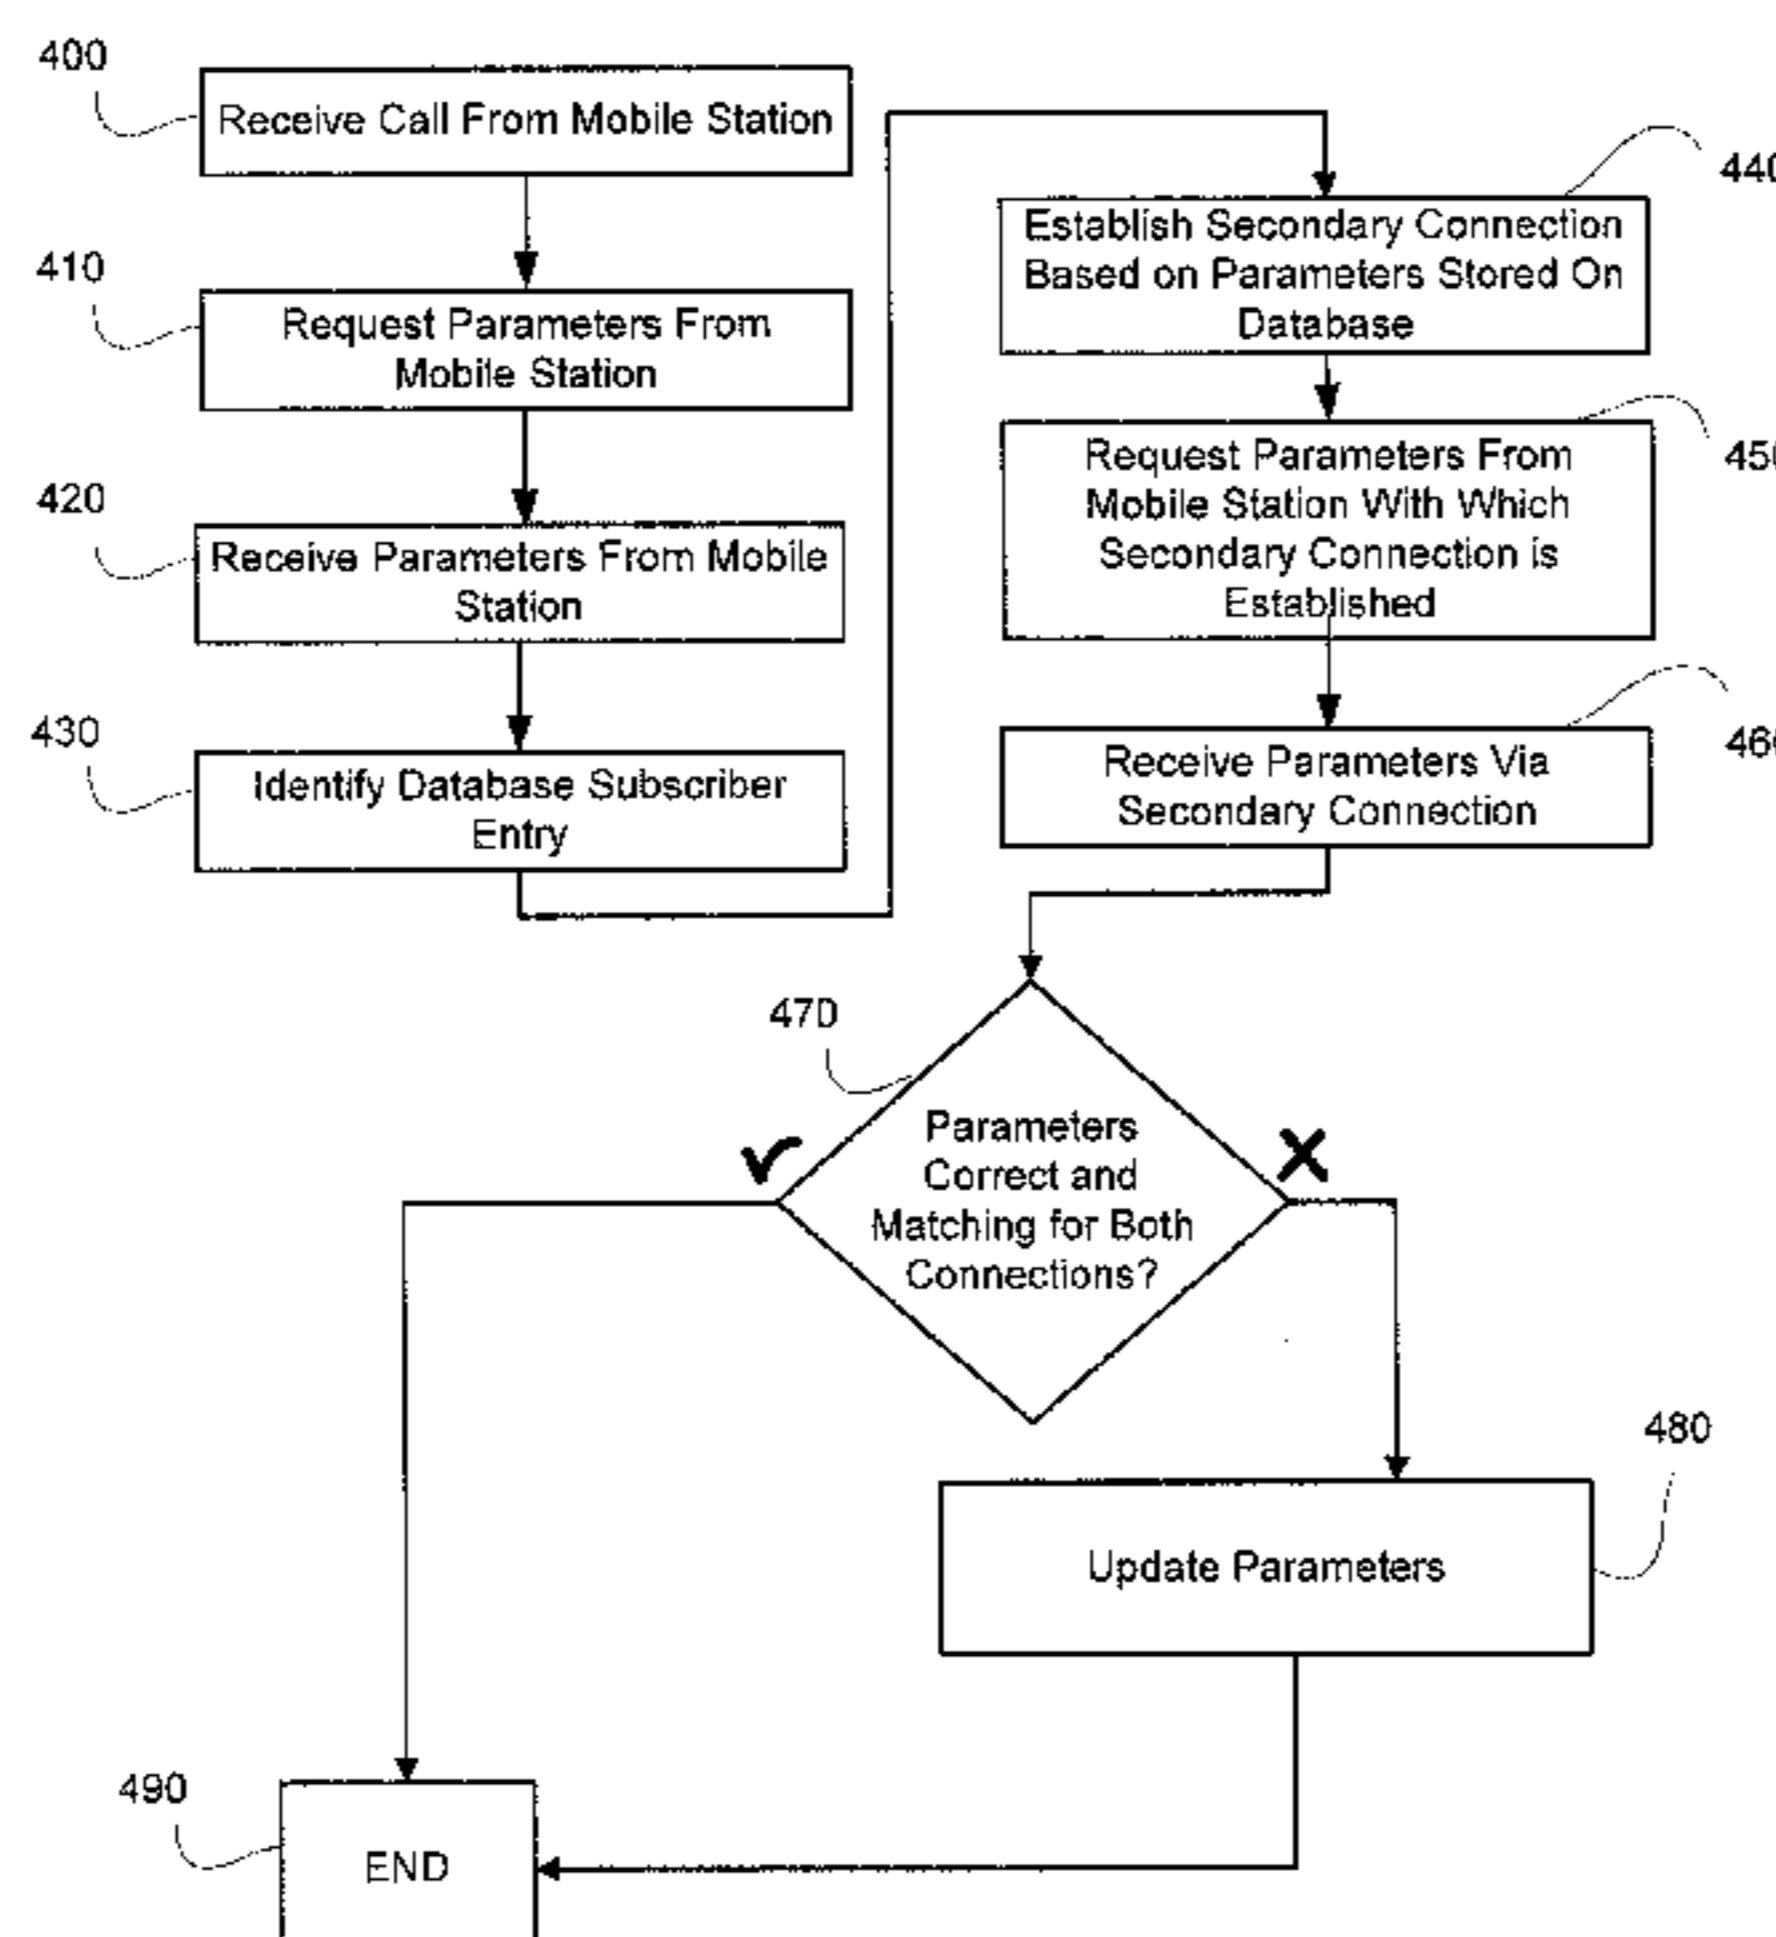 400
Receive Call From Mobile Station
410
Request Parameters From
Mobile Station
420
Receive Parameters From Mobile
Station
430
Identify Database Subscriber
Entry
440
Establish Secondary Connection
Based on Parameters Stored On
Database
450
Request Parameters From
Mobile Station With Which
Secondary Connection is
Established
460
Receive Parameters Via
Secondary Connection
470
Parameters
Correct and
Matching for Both
Connections?
480
Update Parameters
490
END